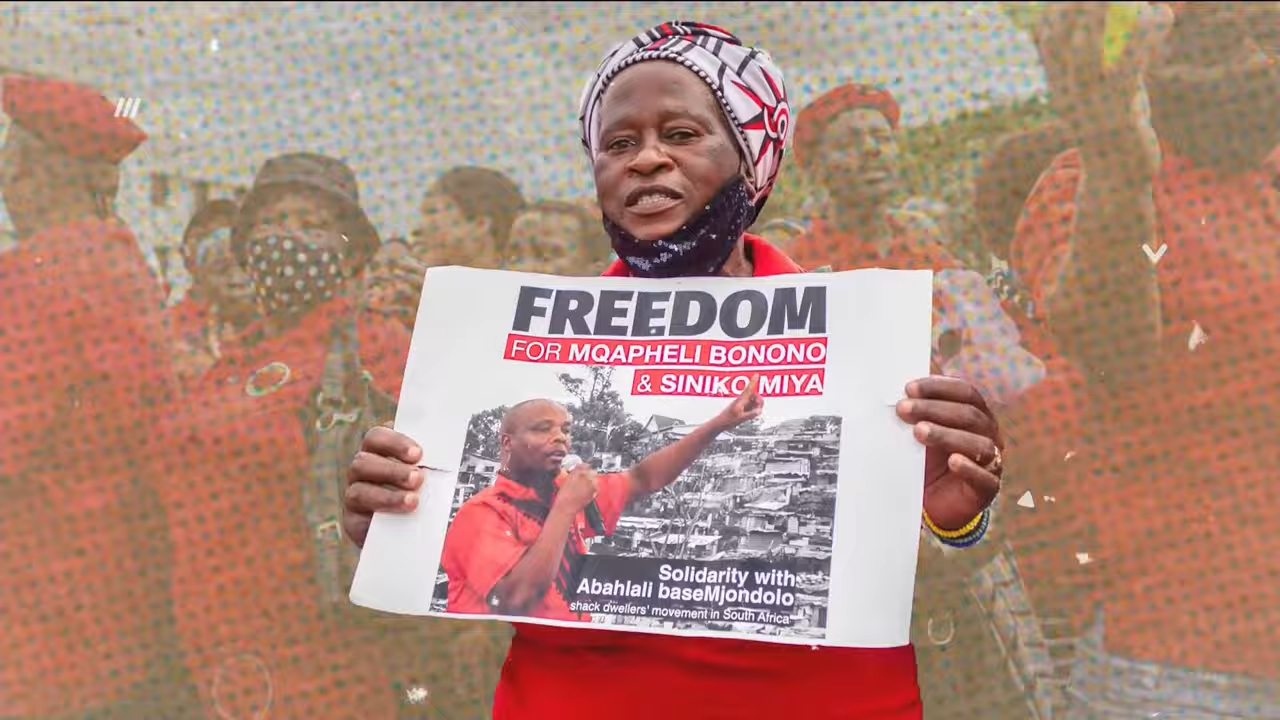 FREEDOM
FOR MQAPHELI BONONO
& SINIKO MIYA
Solidarity with
Abahlali baseMjondolo
shack dwellers' movement in South Africa